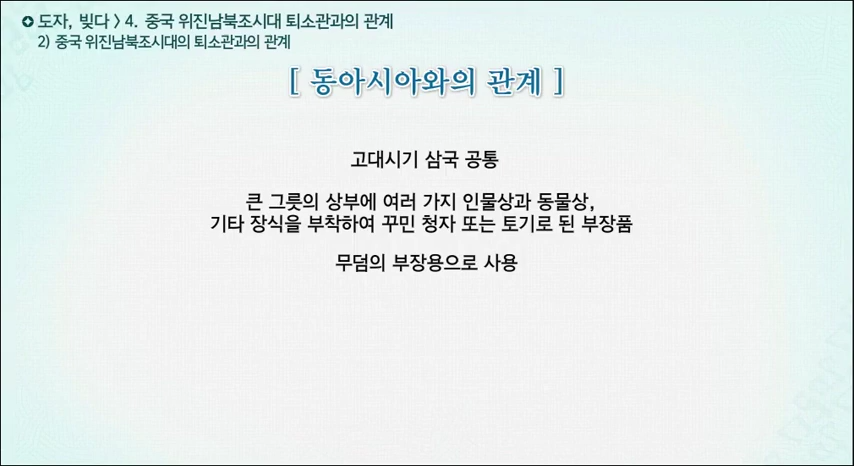 도자, 빚다 > 4. 중국 위진남북조시대 퇴소관과의 관계
2) 중국 위진남북조시대의 퇴소관과의 관계
[ 동아시아와의 관계 ]
고대시기 삼국 공통
큰 그릇의 상부에 여러 가지 인물상과 동물상,
기타 장식을 부착하여 꾸민 청자 또는 토기로 된 부장품
무덤의 부장용으로 사용